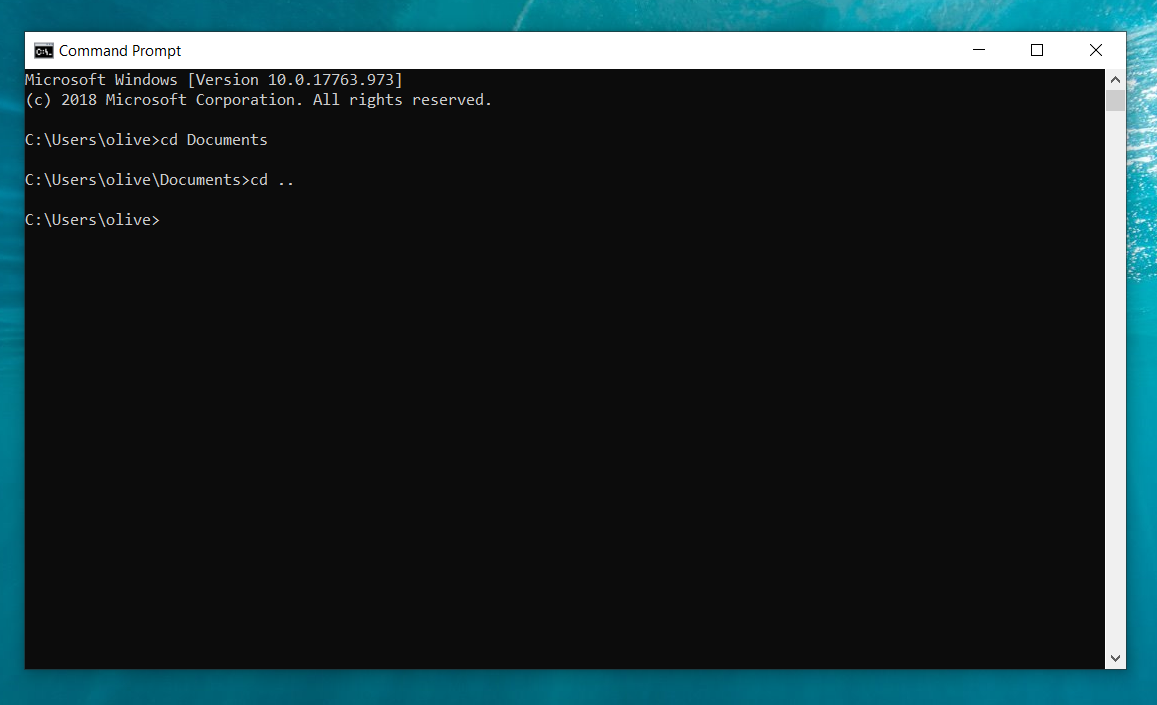 Command Prompt
Microsoft Windows [Version 10.0.17763.973]
(c) 2018 Microsoft Corporation. All rights reserved.
C:\Users\olive>cd Documents
C:\Users\olive\Documents>cd ..
C:\Users\olive>